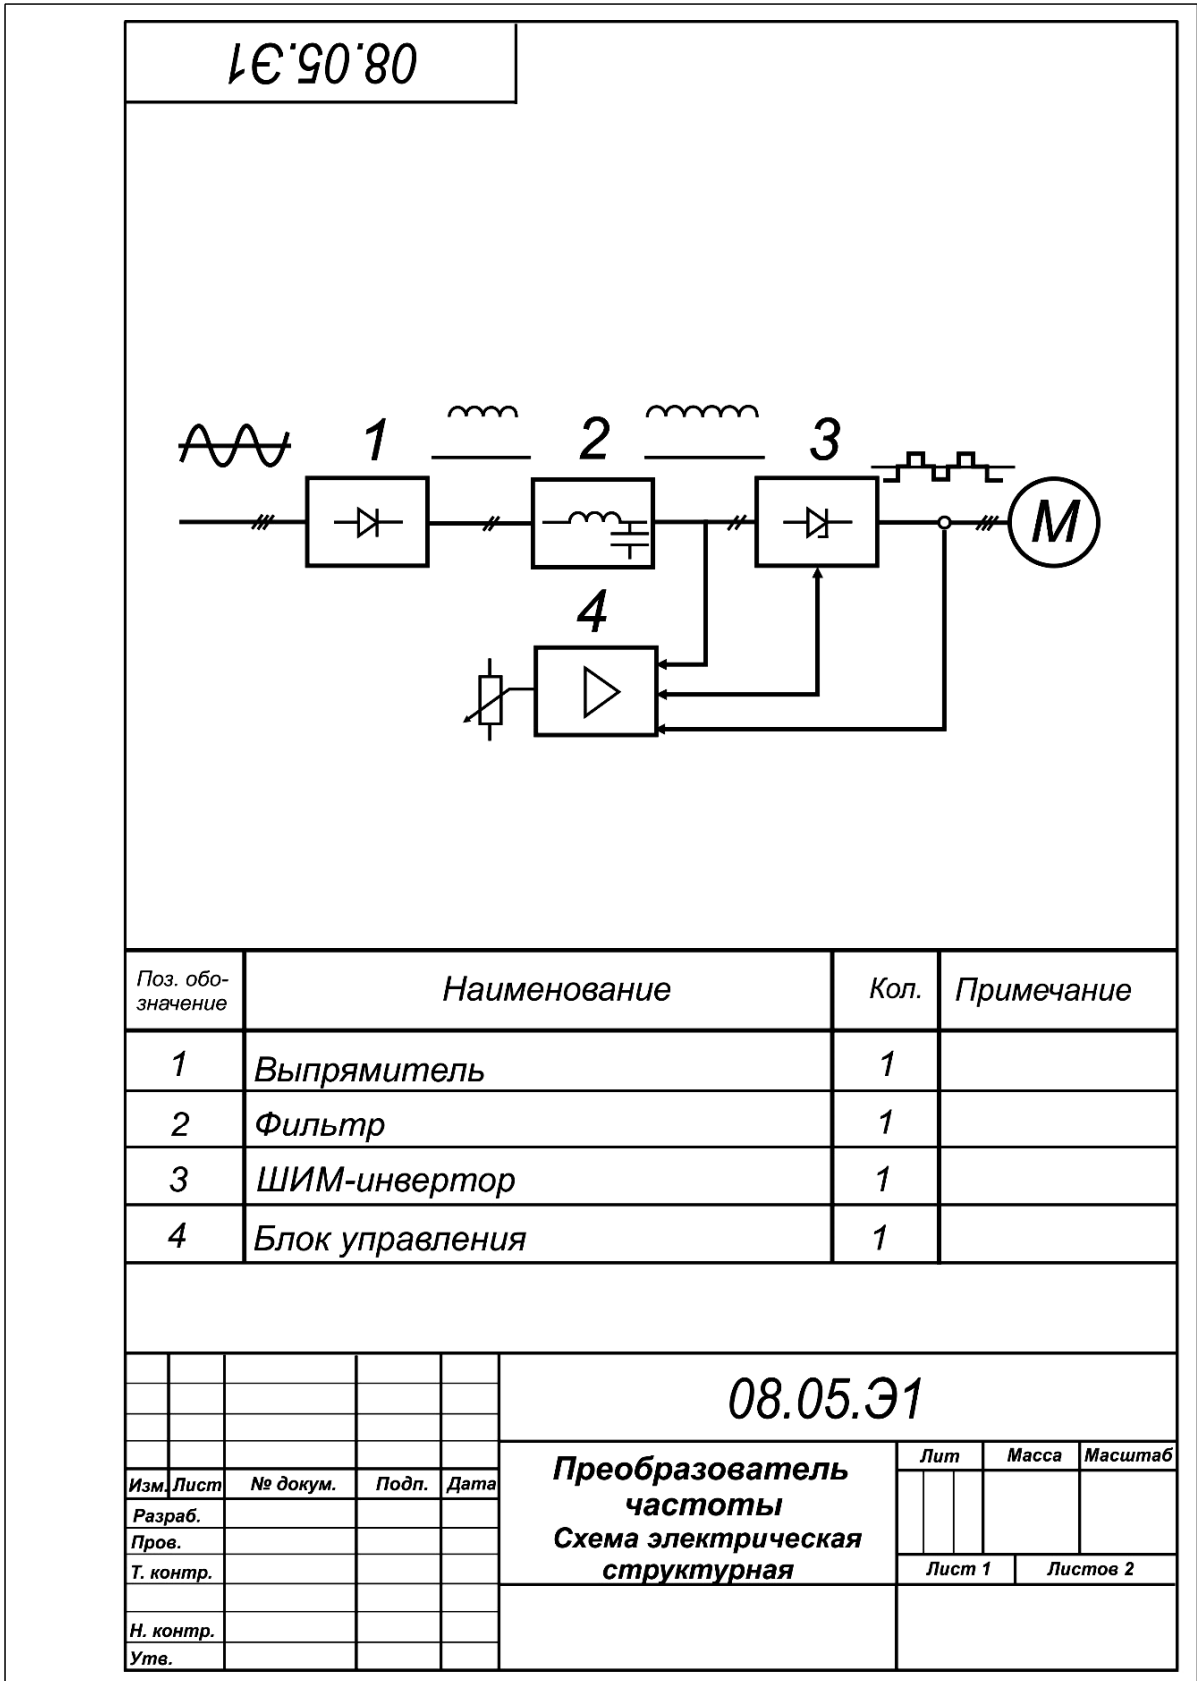 08.05.Э1
1
2
3
М
4
Поз. обо-
значение
Наименование
Кол.
Примечание
1 Выпрямитель 1
2 Фильтр 1
3 ШИМ-инвертор 1
4 Блок управления 1
08.05.Э1
Преобразователь
частоты
Схема электрическая
структурная
Лит Масса Масштаб
Лист 1 Листов 2
Изм. Лист № докум. Подп. Дата
Разраб.
Пров.
Т. контр.
Н. контр.
Утв.